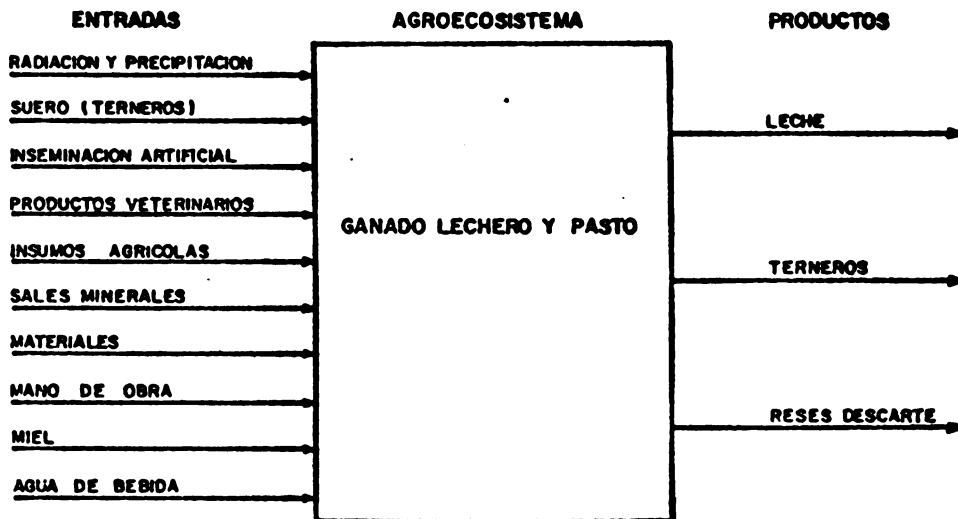 ENTRADAS
AGROECOSISTEMA
PRODUCTOS
RADIACION Y PRECIPITACION
SUERO (TERNEROS)
INSEMINACION ARTIFICIAL
PRODUCTOS VETERINARIOS
INSUMOS AGRICOLAS
SALES MINERALES
MATERIALES
MANO DE OBRA
MIEL
AGUA DE BEBIDA
GANADO LECHERO Y PASTO
LECHE
TERNEROS
RESES DESCARTE